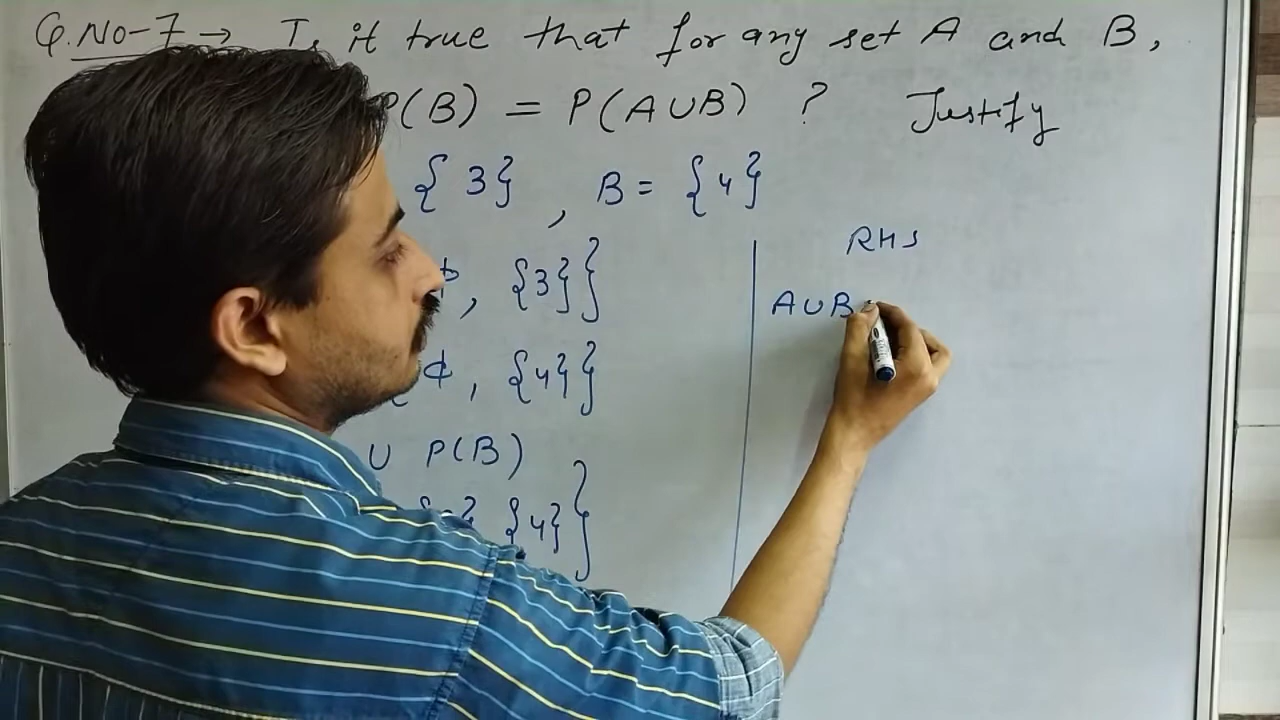 Q.No-7 → Is it true that for any set A and B,
P(B) = P(A∪B) ? Justify
{3}, B = {4}
RHS
ϕ, {3}}
A∪B
ϕ, {4}}
∪ P(B)
{4}}